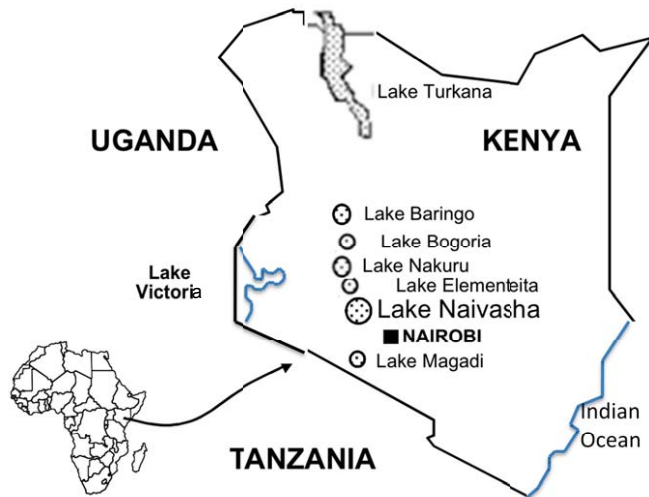 Lake Turkana
UGANDA
KENYA
Lake Baringo
Lake Bogoria
Lake Nakuru
Lake
Victoria
Lake Elementeita
Lake Naivasha
NAIROBI
Lake Magadi
Indian
Ocean
TANZANIA